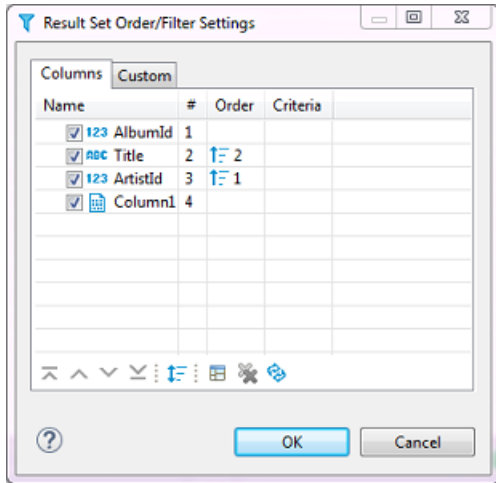 Result Set Order/Filter Settings
Columns Custom
Name # Order Criteria
123 AlbumId 1
ABC Title 2 2
123 ArtistId 3 1
Column1 4
?
OK Cancel